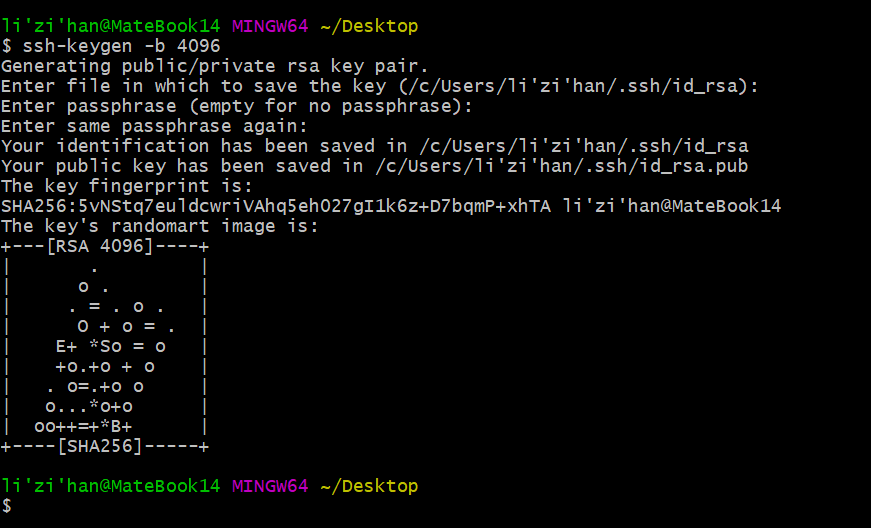 li'zi'han@MateBook14 MINGW64 ~/Desktop
$ ssh-keygen -b 4096
Generating public/private rsa key pair.
Enter file in which to save the key (/c/Users/li'zi'han/.ssh/id_rsa):
Enter passphrase (empty for no passphrase):
Enter same passphrase again:
Your identification has been saved in /c/Users/li'zi'han/.ssh/id_rsa
Your public key has been saved in /c/Users/li'zi'han/.ssh/id_rsa.pub
The key fingerprint is:
SHA256:5vNStq7euldcwriVAhq5eh027gI1k6z+D7bqmP+xhTA li'zi'han@MateBook14
The key's randomart image is:
+---[RSA 4096]----+
|       .         |
|      o .        |
|     . = . o .   |
|      O + o = .  |
|    E+ *So = o   |
|    +o.+o + o    |
|   . o=.+o o     |
|   o...*o+o      |
|  oo++=+*B+      |
+----[SHA256]-----+
li'zi'han@MateBook14 MINGW64 ~/Desktop
$